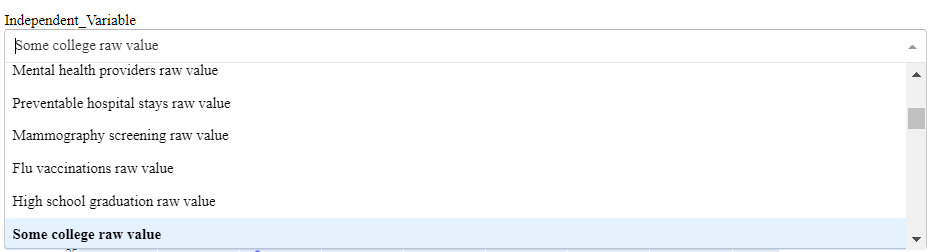 Independent_Variable
Some college raw value
Mental health providers raw value
Preventable hospital stays raw value
Mammography screening raw value
Flu vaccinations raw value
High school graduation raw value
Some college raw value